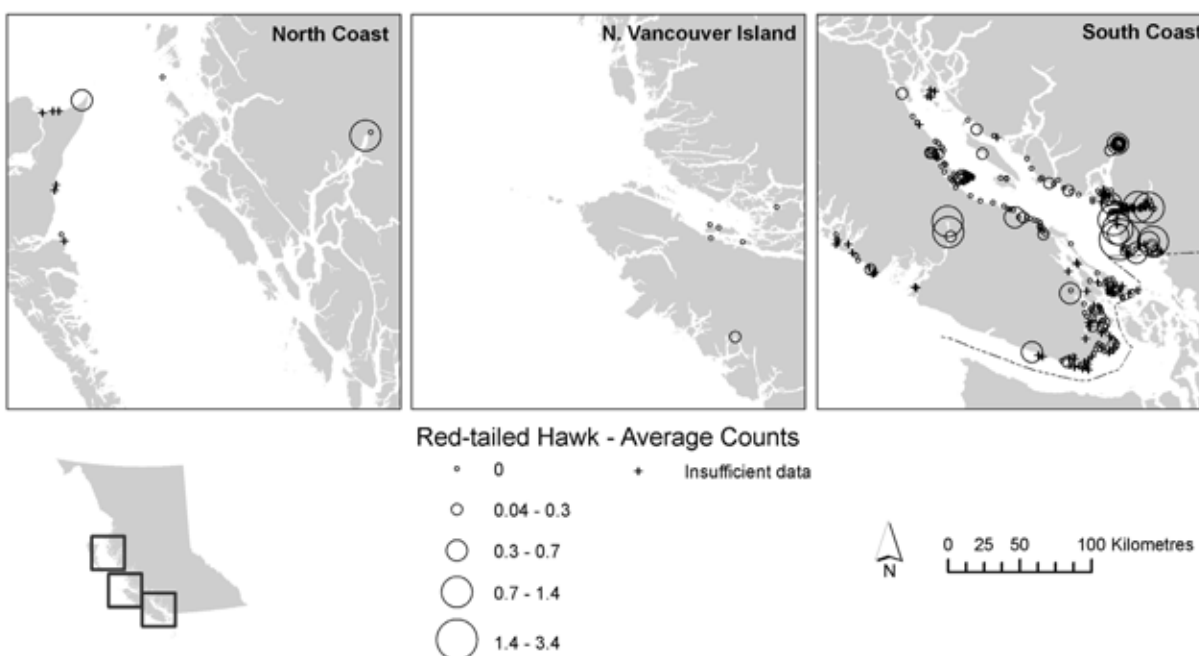 North Coast
N. Vancouver Island
South Coast
Red-tailed Hawk - Average Counts
0
Insufficient data
0.04 - 0.3
0.3 - 0.7
0.7 - 1.4
1.4 - 3.4
N
0 25 50 100 Kilometres